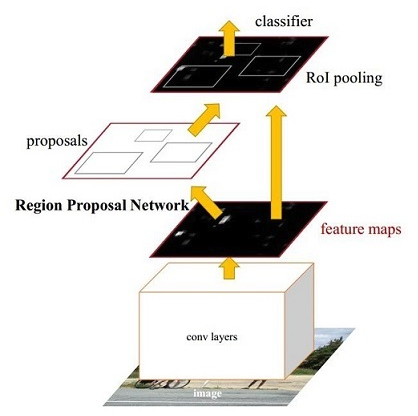 classifier
RoI pooling
proposals
Region Proposal Network
feature maps
conv layers
image